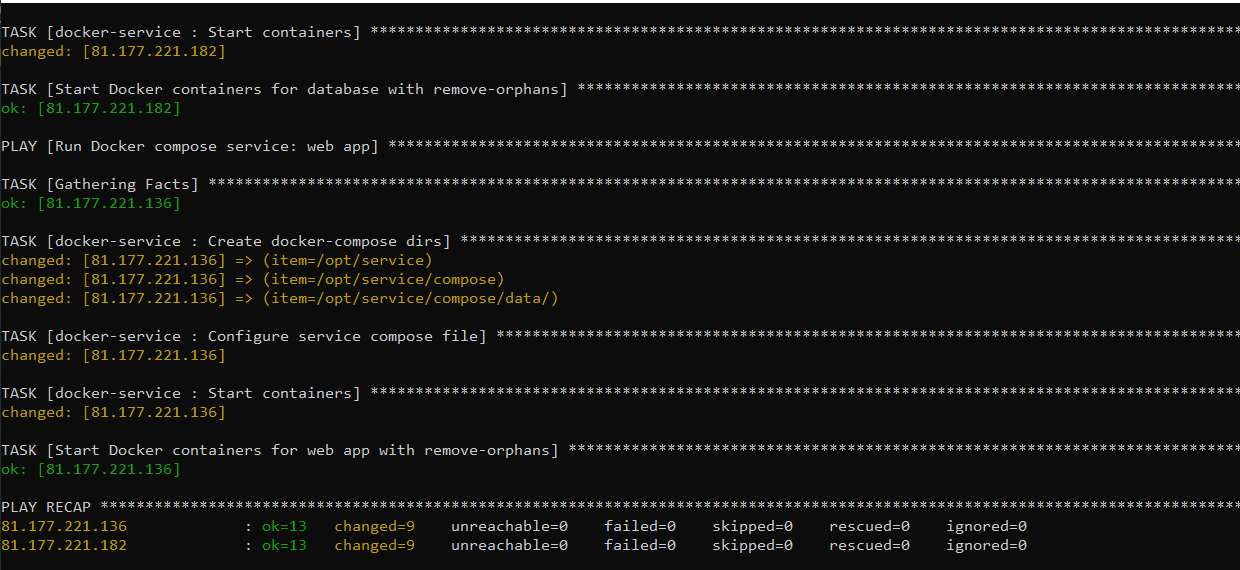 TASK [docker-service : Start containers] *************************************************************************************************
changed: [81.177.221.182]
TASK [Start Docker containers for database with remove-orphans] **************************************************************************
ok: [81.177.221.182]
PLAY [Run Docker compose service: web app] ***********************************************************************************************
TASK [Gathering Facts] *******************************************************************************************************************
ok: [81.177.221.136]
TASK [docker-service : Create docker-compose dirs] ***************************************************************************************
changed: [81.177.221.136] => (item=/opt/service)
changed: [81.177.221.136] => (item=/opt/service/compose)
changed: [81.177.221.136] => (item=/opt/service/compose/data/)
TASK [docker-service : Configure service compose file] ***********************************************************************************
changed: [81.177.221.136]
TASK [docker-service : Start containers] *************************************************************************************************
changed: [81.177.221.136]
TASK [Start Docker containers for web app with remove-orphans] ***************************************************************************
ok: [81.177.221.136]
PLAY RECAP *******************************************************************************************************************************
81.177.221.136             : ok=13   changed=9    unreachable=0    failed=0    skipped=0    rescued=0    ignored=0
81.177.221.182             : ok=13   changed=9    unreachable=0    failed=0    skipped=0    rescued=0    ignored=0